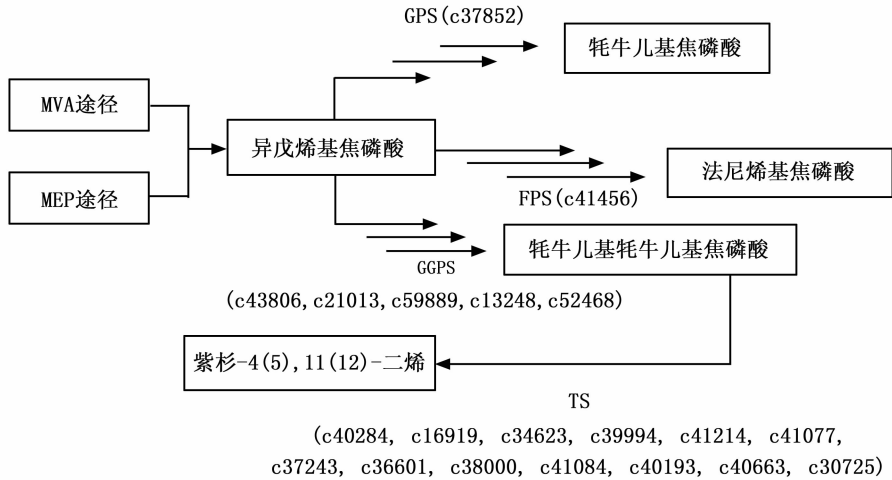 GPS(c37852)
牦牛儿基焦磷酸
MVA途径
异戊烯基焦磷酸
MEP途径
法尼烯基焦磷酸
FPS(c41456)
牦牛儿基牦牛儿基焦磷酸
GGPS
(c43806,c21013,c59889,c13248,c52468)
紫杉-4(5),11(12)-二烯
TS
(c40284, c16919, c34623, c39994, c41214, c41077,
c37243, c36601, c38000, c41084, c40193, c40663, c30725)